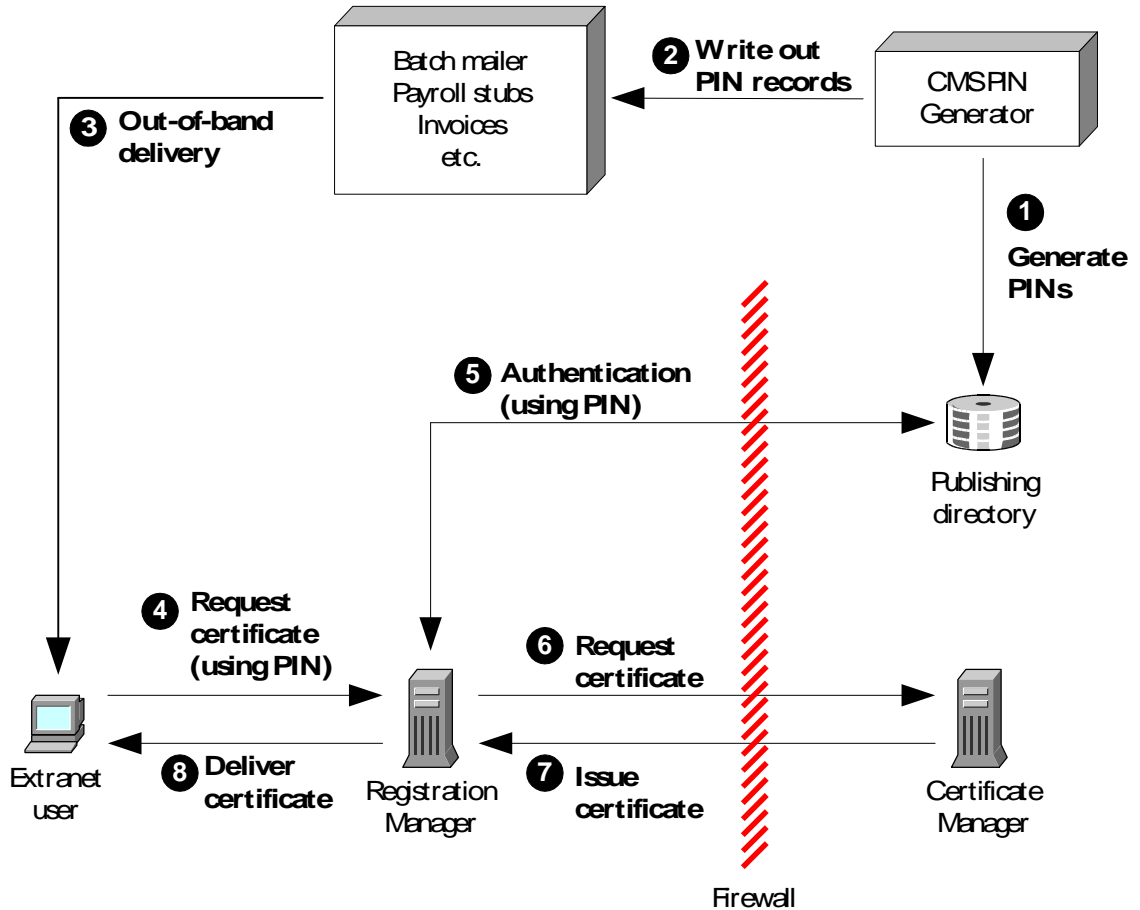 Batch mailer
Payroll stubs
Invoices
etc.
2 Write out
PIN records
CMSPIN
Generator
3 Out-of-band
delivery
1
Generate
PINs
5 Authentication
(using PIN)
Publishing
directory
4 Request
certificate
(using PIN)
6 Request
certificate
Extranet
user
8 Deliver
certificate
Registration
Manager
7 Issue
certificate
Certificate
Manager
Firewall